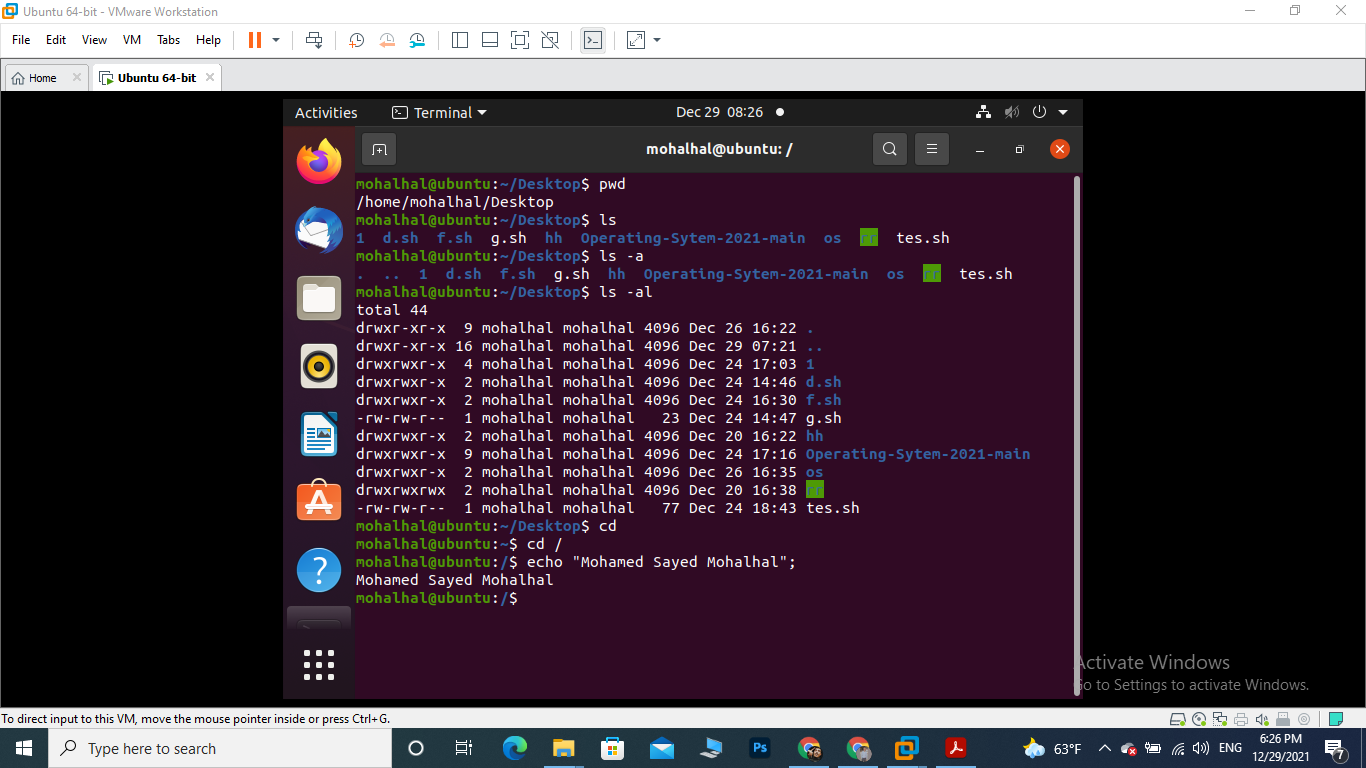 Ubuntu 64-bit - VMware Workstation
File Edit View VM Tabs Help
Home Ubuntu 64-bit
Activities Terminal Dec 29 08:26
mohalhal@ubuntu: /
mohalhal@ubuntu:~/Desktop$ pwd
/home/mohalhal/Desktop
mohalhal@ubuntu:~/Desktop$ ls
1 d.sh f.sh g.sh hh Operating-Sytem-2021-main os rr tes.sh
mohalhal@ubuntu:~/Desktop$ ls -a
. .. 1 d.sh f.sh g.sh hh Operating-Sytem-2021-main os rr tes.sh
mohalhal@ubuntu:~/Desktop$ ls -al
total 44
drwxr-xr-x 9 mohalhal mohalhal 4096 Dec 26 16:22 .
drwxr-xr-x 16 mohalhal mohalhal 4096 Dec 29 07:21 ..
drwxrwxr-x 4 mohalhal mohalhal 4096 Dec 24 17:03 1
drwxrwxr-x 2 mohalhal mohalhal 4096 Dec 24 14:46 d.sh
drwxrwxr-x 2 mohalhal mohalhal 4096 Dec 24 16:30 f.sh
-rw-rw-r-- 1 mohalhal mohalhal 23 Dec 24 14:47 g.sh
drwxrwxr-x 2 mohalhal mohalhal 4096 Dec 20 16:22 hh
drwxrwxr-x 9 mohalhal mohalhal 4096 Dec 24 17:16 Operating-Sytem-2021-main
drwxrwxr-x 2 mohalhal mohalhal 4096 Dec 26 16:35 os
drwxrwxrwx 2 mohalhal mohalhal 4096 Dec 20 16:38 rr
-rw-rw-r-- 1 mohalhal mohalhal 77 Dec 24 18:43 tes.sh
mohalhal@ubuntu:~/Desktop$ cd
mohalhal@ubuntu:~$ cd /
mohalhal@ubuntu:/$ echo "Mohamed Sayed Mohalhal";
Mohamed Sayed Mohalhal
mohalhal@ubuntu:/$
Activate Windows
Go to Settings to activate Windows.
To direct input to this VM, move the mouse pointer inside or press Ctrl+G.
Type here to search
Ps
63°F
ENG
6:26 PM
12/29/2021
7